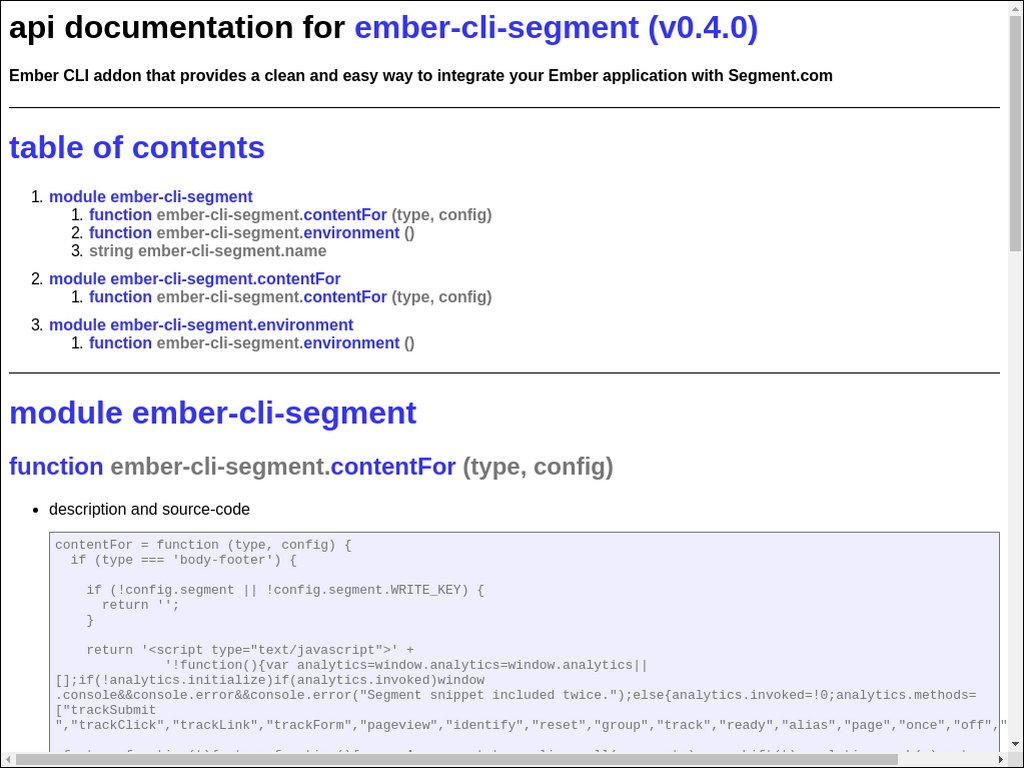 api documentation for ember-cli-segment (v0.4.0)
Ember CLI addon that provides a clean and easy way to integrate your Ember application with Segment.com
table of contents
1. module ember-cli-segment
1. function ember-cli-segment.contentFor (type, config)
2. function ember-cli-segment.environment ()
3. string ember-cli-segment.name
2. module ember-cli-segment.contentFor
1. function ember-cli-segment.contentFor (type, config)
3. module ember-cli-segment.environment
1. function ember-cli-segment.environment ()
module ember-cli-segment
function ember-cli-segment.contentFor (type, config)
• description and source-code
contentFor = function (type, config) {
if (type === 'body-footer') {
if (!config.segment || !config.segment.WRITE_KEY) {
return '';
}
return '<script type="text/javascript">' +
'!function(){var analytics=window.analytics=window.analytics||
[];if(!analytics.initialize)if(analytics.invoked)window
.console&&console.error&&console.error("Segment snippet included twice.");else{analytics.invoked=!0;analytics.methods=
["trackSubmit
","trackClick","trackLink","trackForm","pageview","identify","reset","group","track","ready","alias","page","once","off","